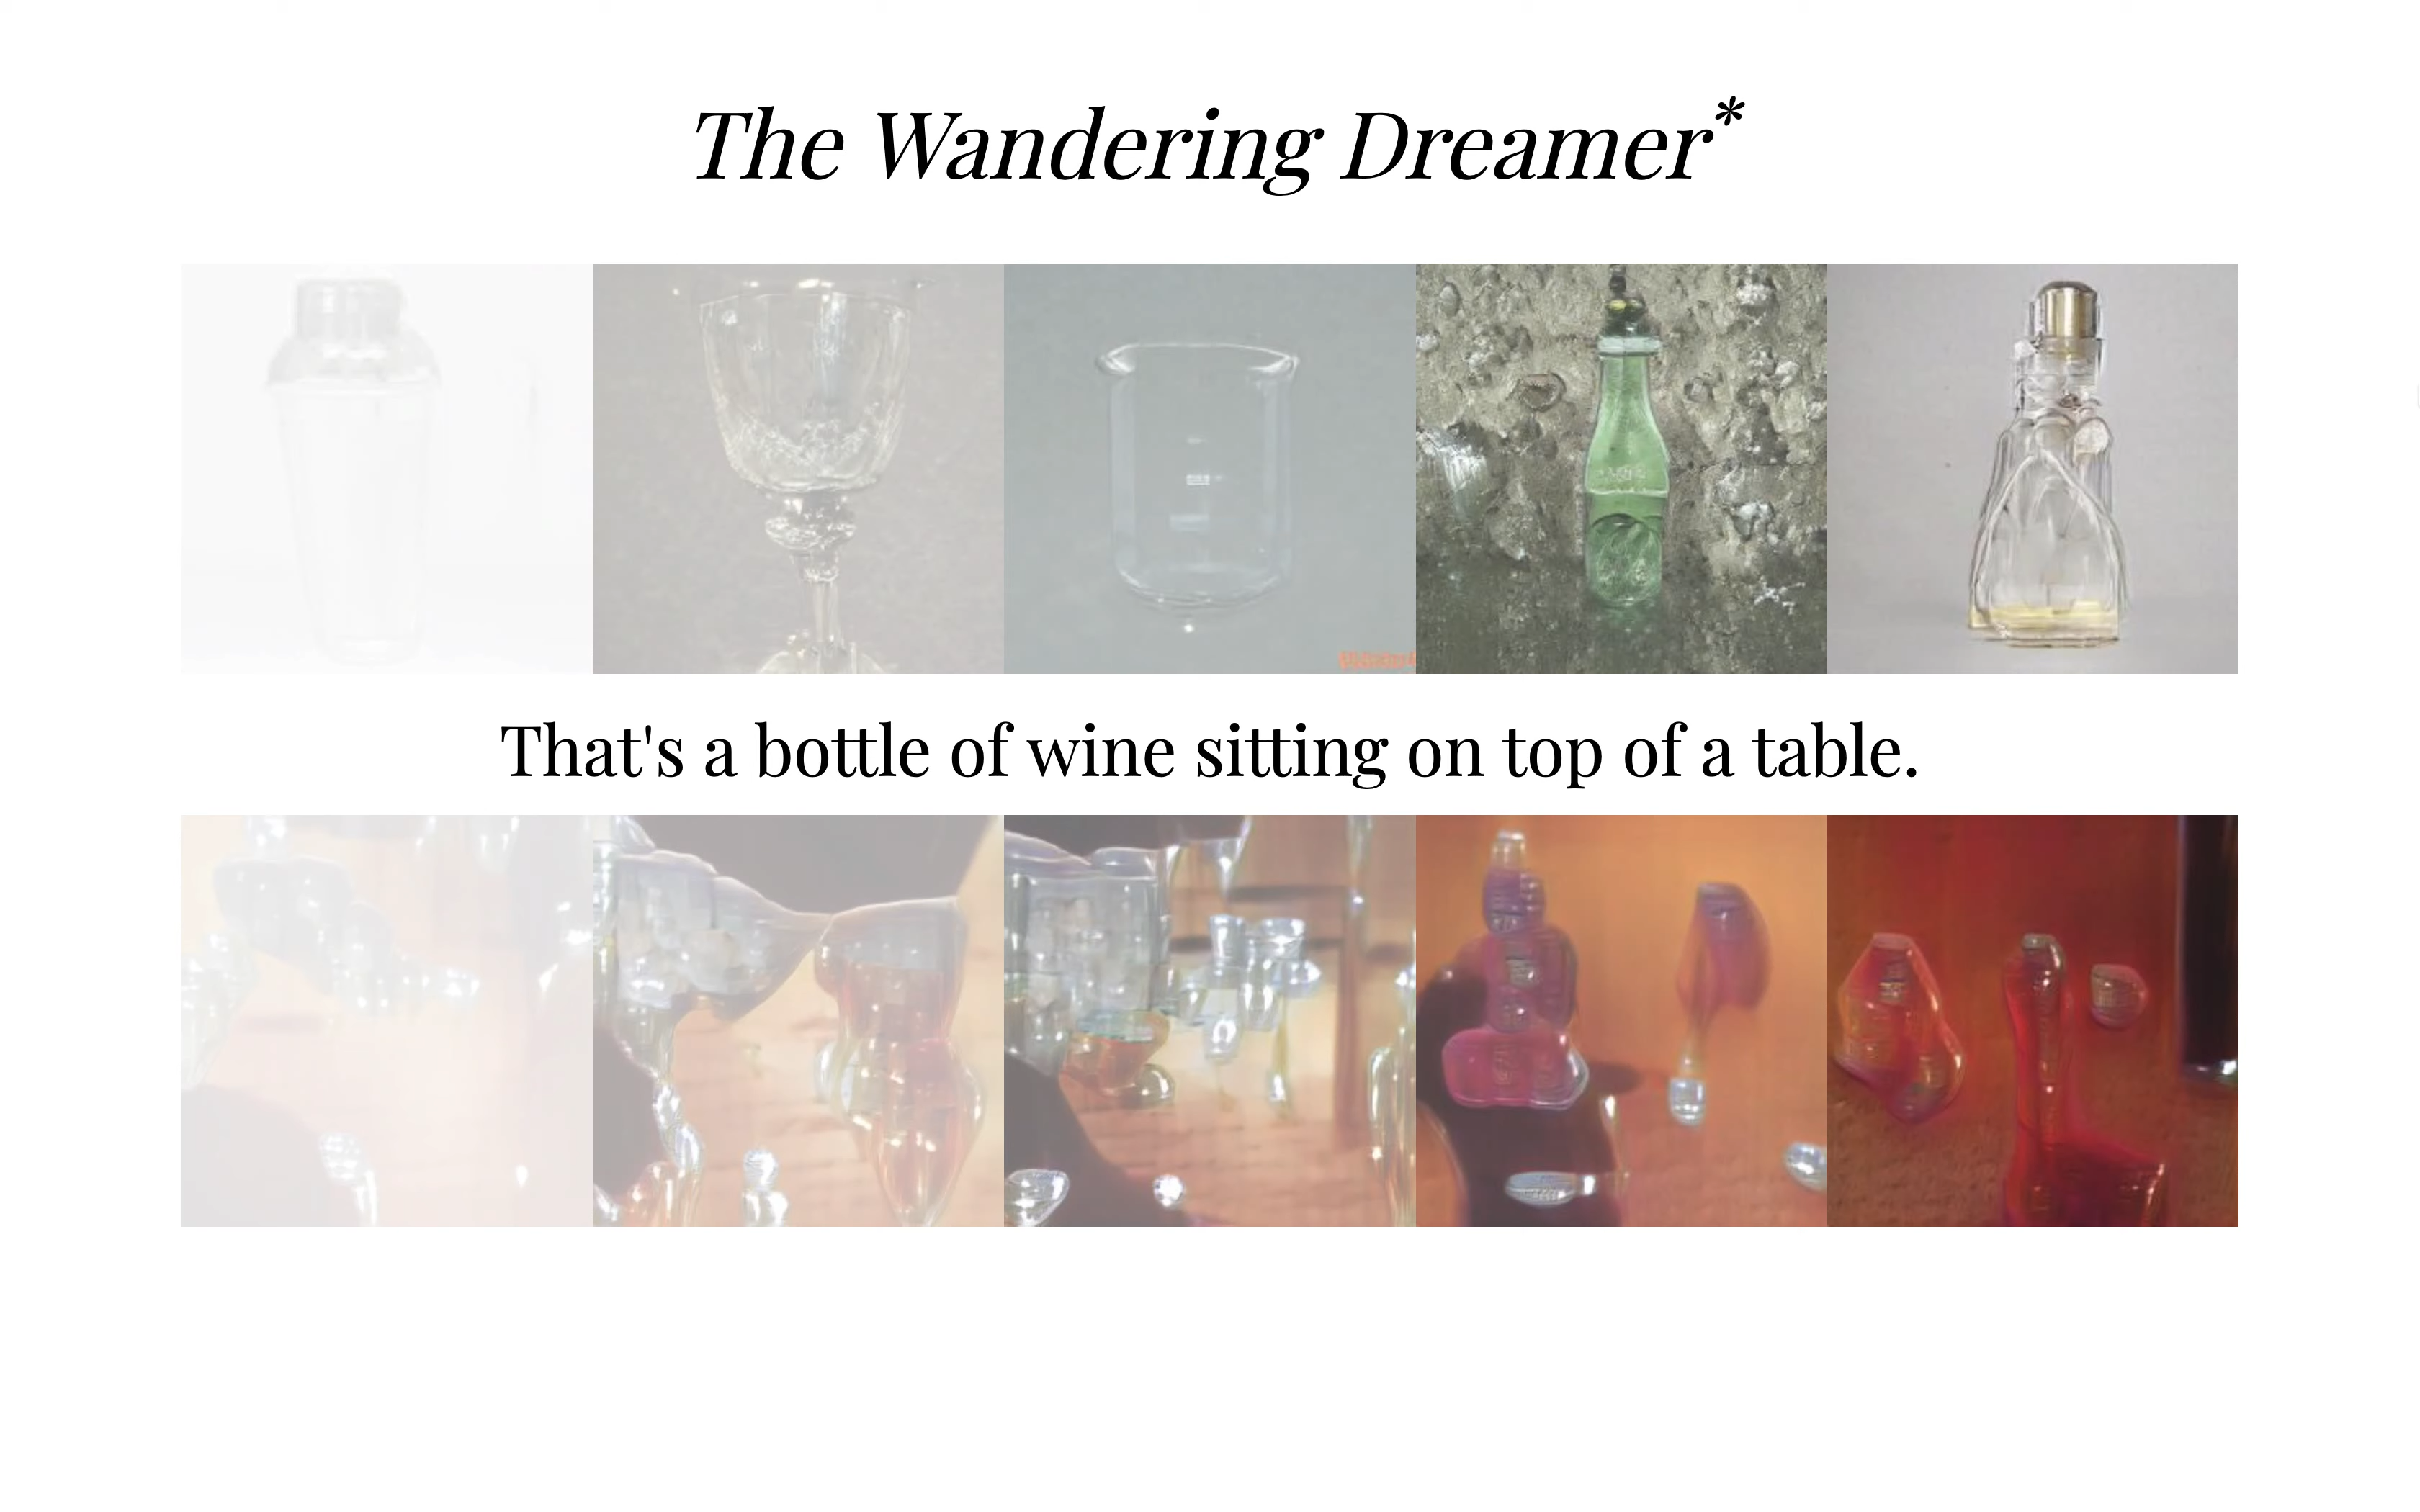 The Wandering Dreamer*
That's a bottle of wine sitting on top of a table.